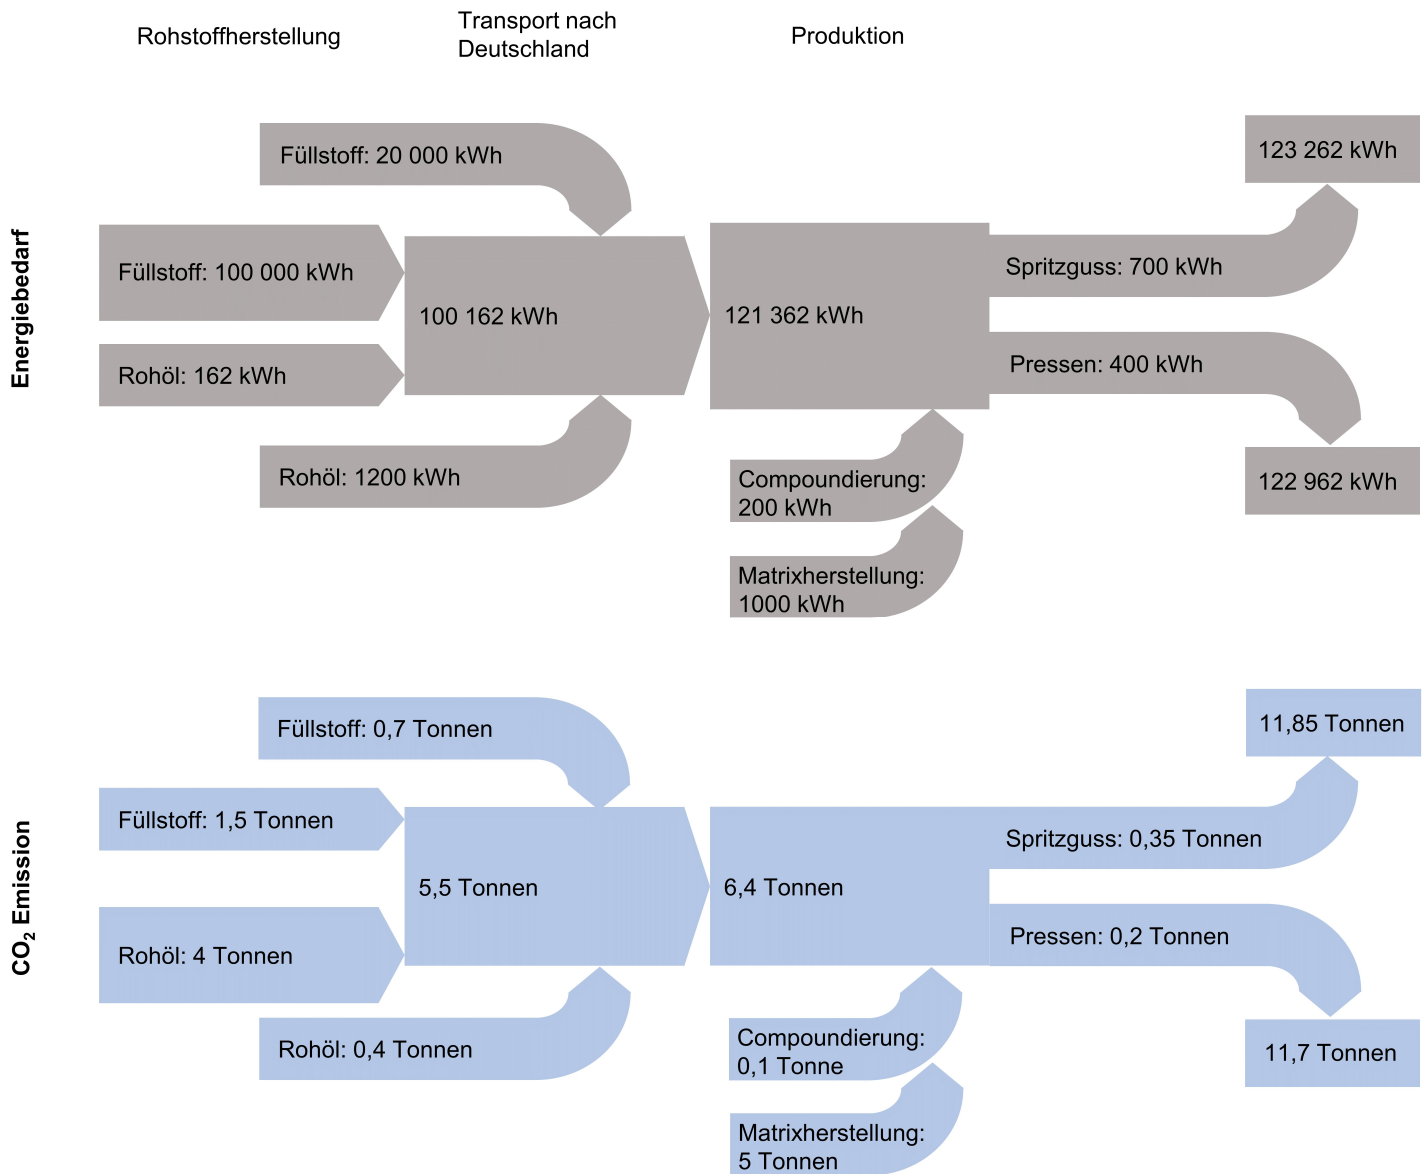 Rohstoffherstellung
Transport nach
Deutschland
Produktion
Energiebedarf
Füllstoff: 20 000 kWh
Füllstoff: 100 000 kWh
Rohöl: 162 kWh
100 162 kWh
Rohöl: 1200 kWh
121 362 kWh
Compoundierung:
200 kWh
Matrixherstellung:
1000 kWh
Spritzguss: 700 kWh
Pressen: 400 kWh
123 262 kWh
122 962 kWh
CO₂ Emission
Füllstoff: 0,7 Tonnen
Füllstoff: 1,5 Tonnen
Rohöl: 4 Tonnen
5,5 Tonnen
Rohöl: 0,4 Tonnen
6,4 Tonnen
Compoundierung:
0,1 Tonne
Matrixherstellung:
5 Tonnen
Spritzguss: 0,35 Tonnen
Pressen: 0,2 Tonnen
11,85 Tonnen
11,7 Tonnen